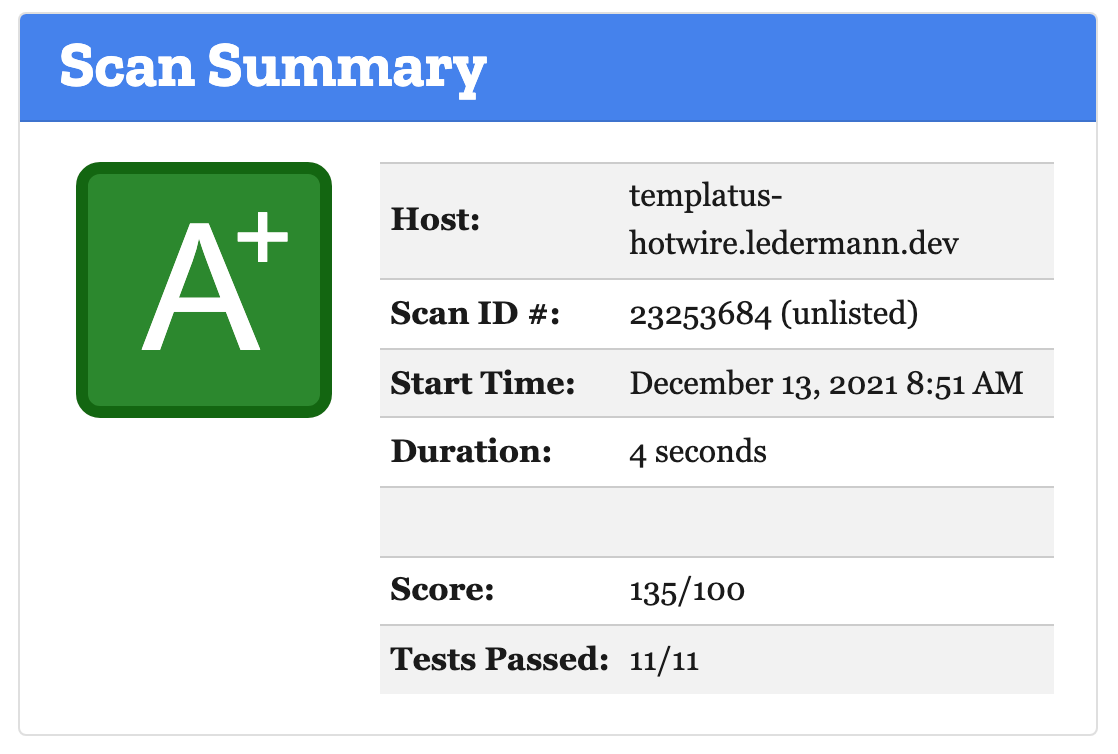 Scan Summary
A+
Host:
templatus-
hotwire.ledermann.dev
Scan ID #: 23253684 (unlisted)
Start Time: December 13, 2021 8:51 AM
Duration: 4 seconds
Score: 135/100
Tests Passed: 11/11